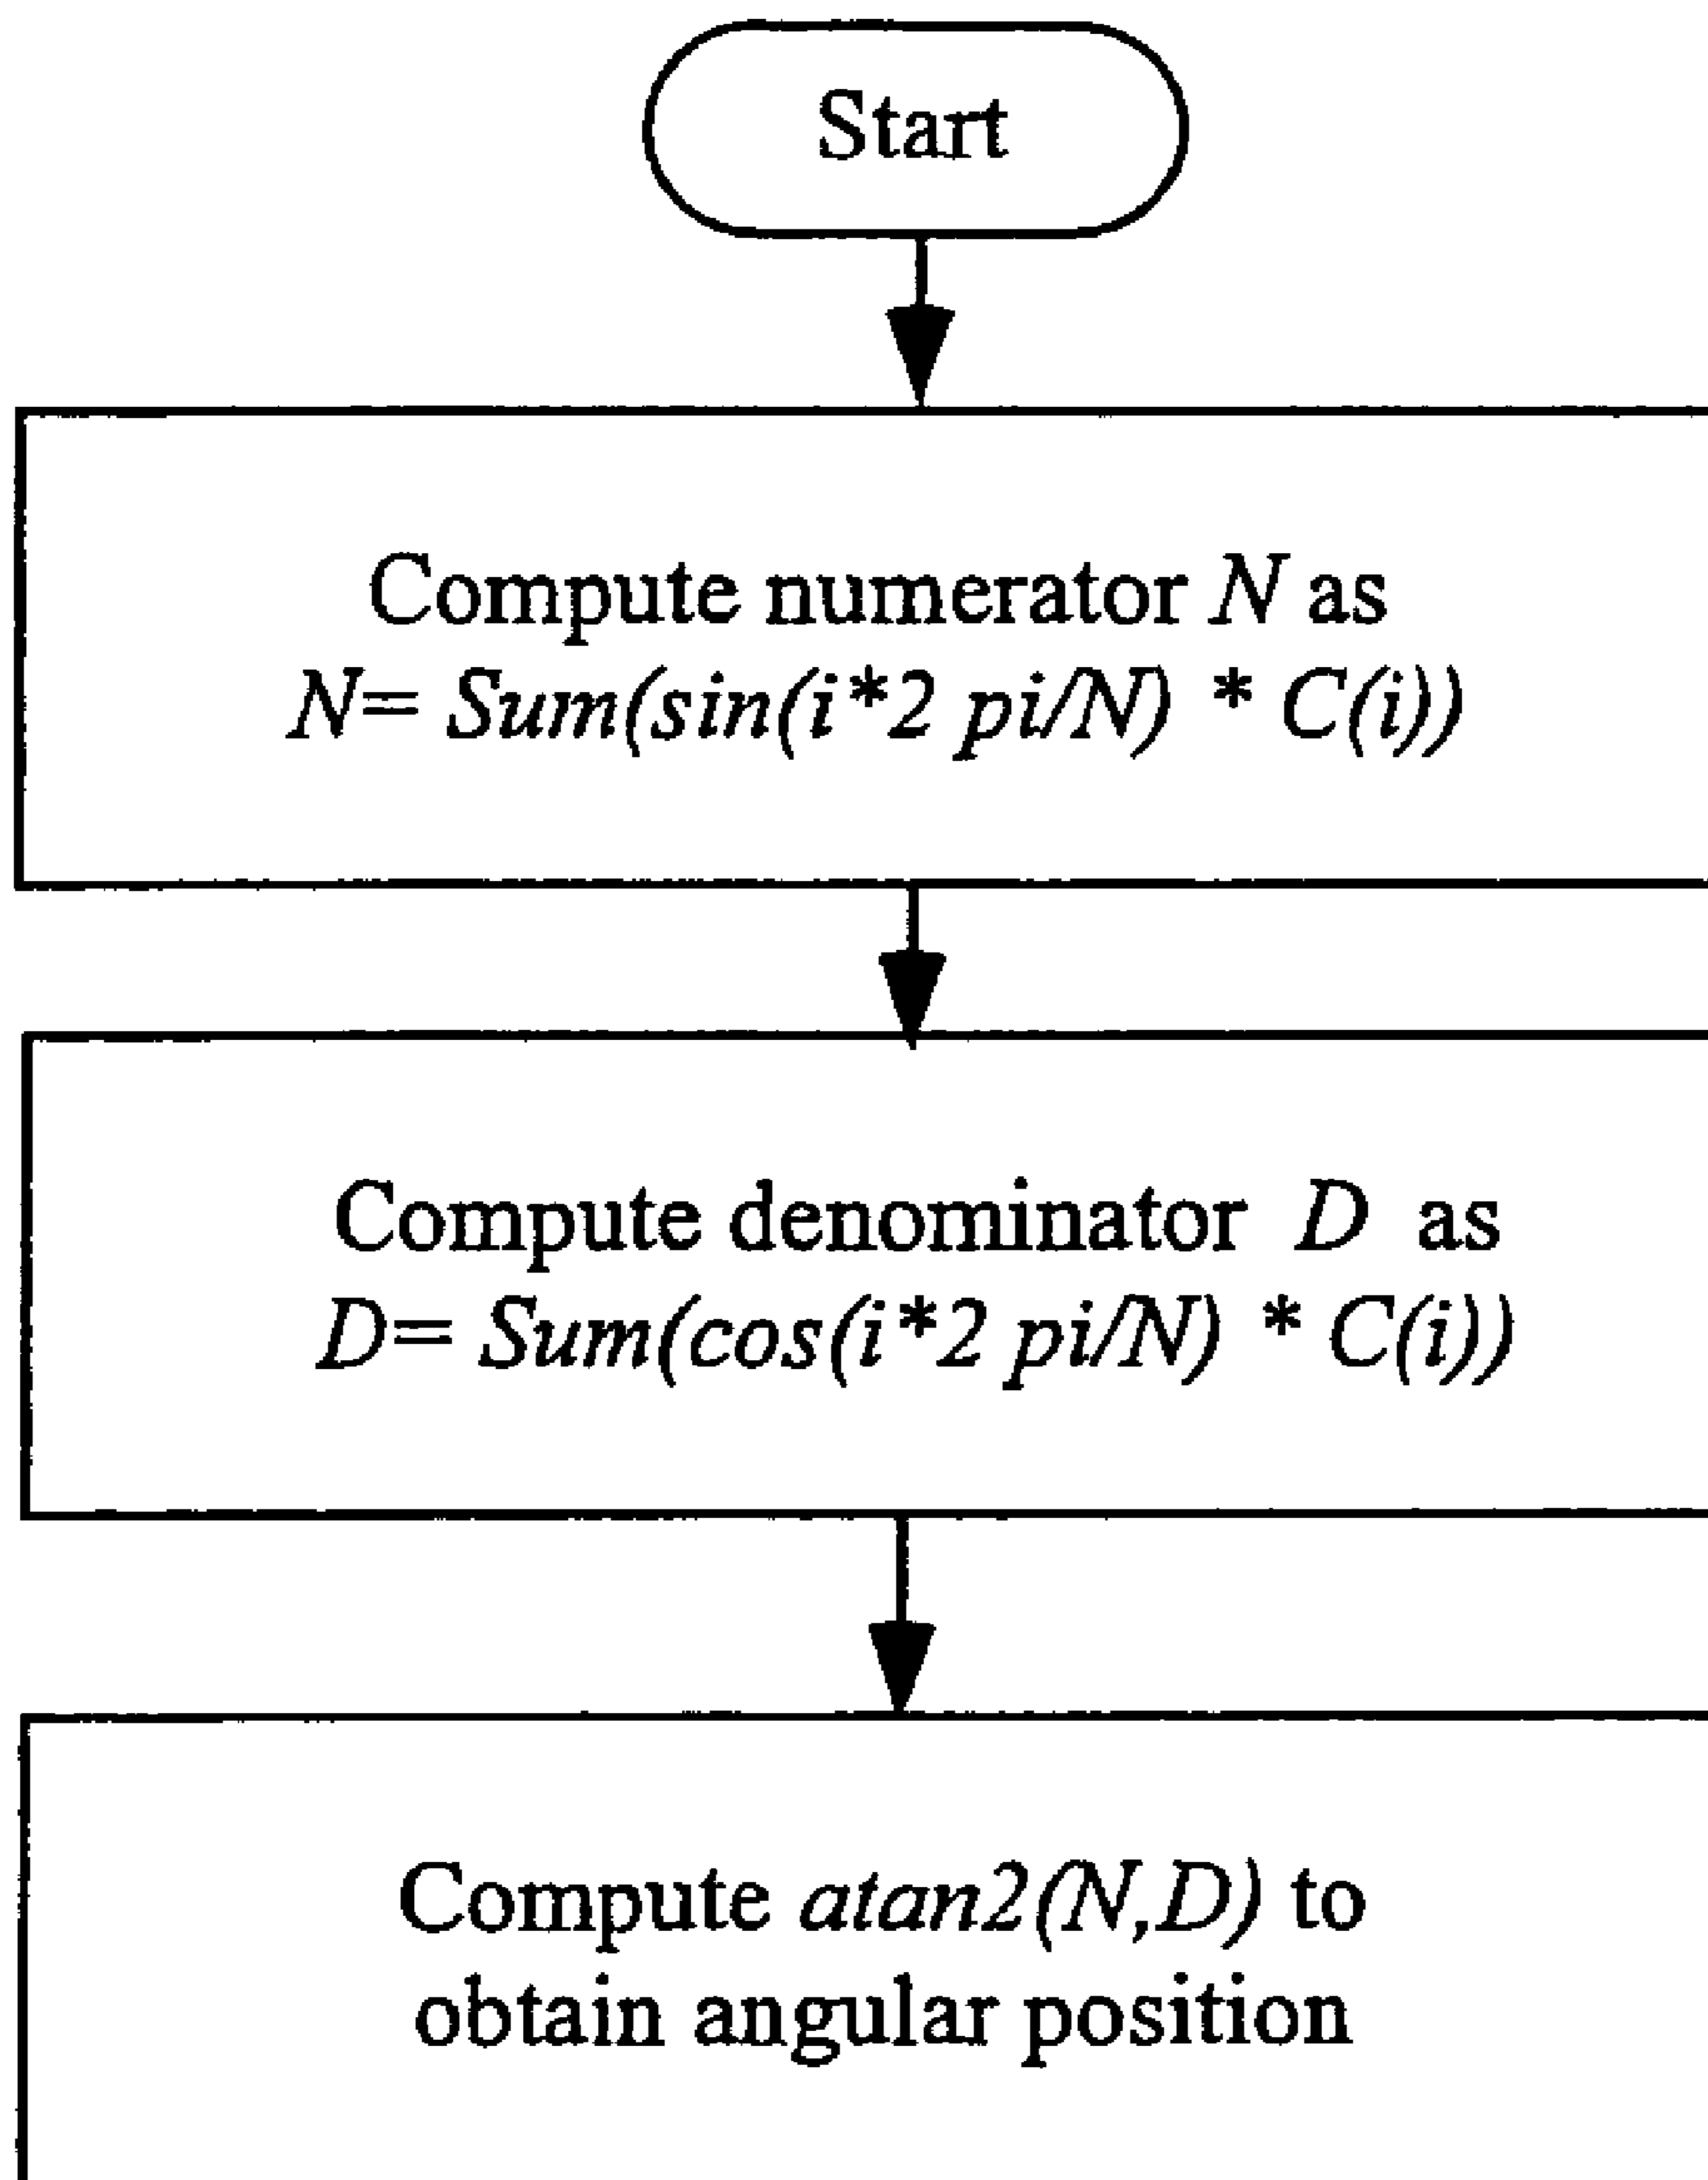 Start
Compute numerator N as
N= Sum(sin(i*2 pi/N) * C(i))
Compute denominator D as
D= Sum(cos(i*2 pi/N) * C(i))
Compute atan2(N,D) to
obtain angular position